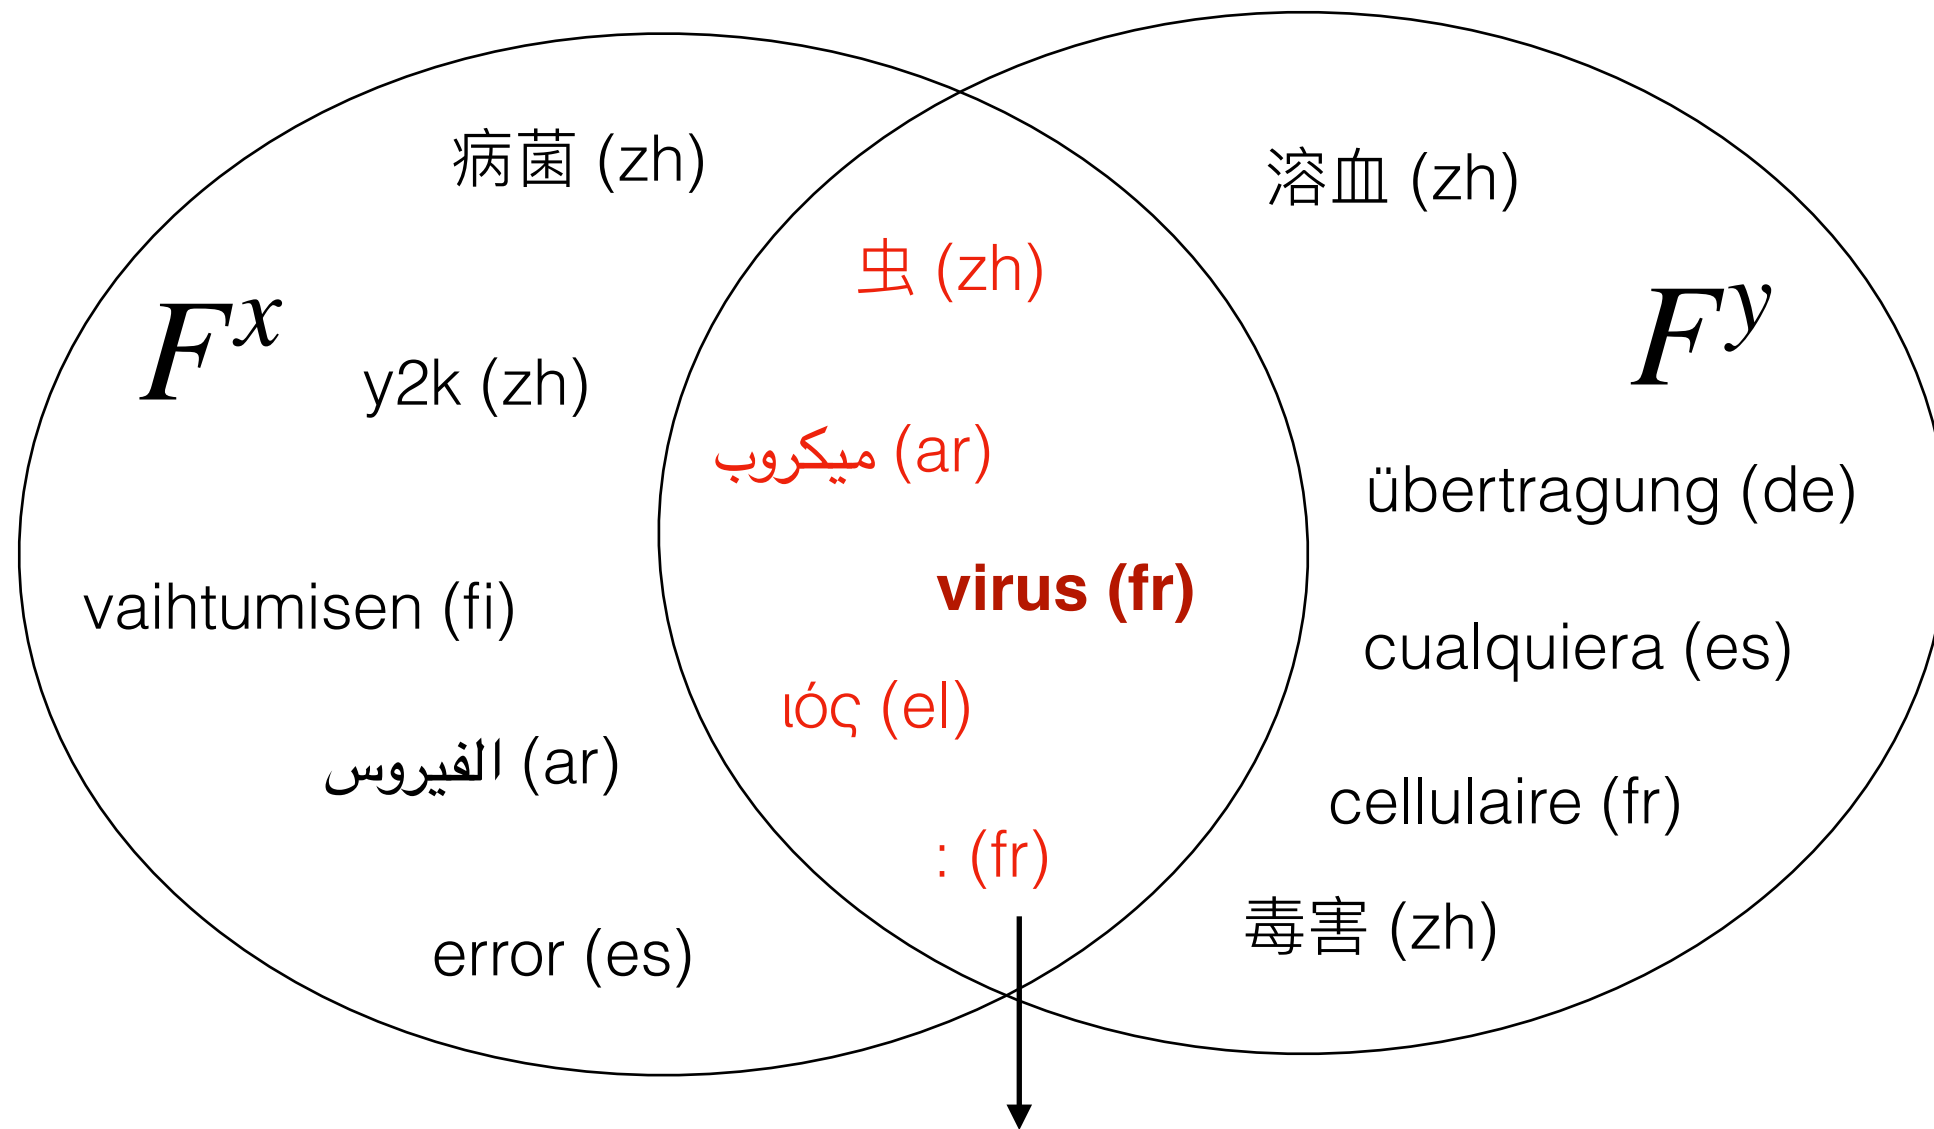 病菌 (zh)
溶血 (zh)
虫 (zh)
F^x
F^y
y2k (zh)
ميكروب (ar)
übertragung (de)
virus (fr)
vaihtumisen (fi)
cualquiera (es)
ιός (el)
الفيروس (ar)
cellulaire (fr)
: (fr)
毒害 (zh)
error (es)